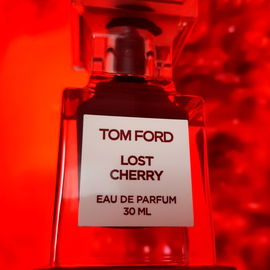 TOM FORD
LOST
CHERRY
EAU DE PARFUM
30 ML